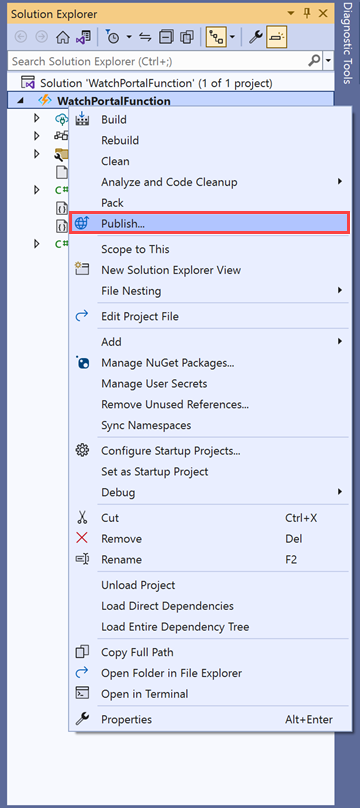 Solution Explorer
Diagnostic Tools
Search Solution Explorer (Ctrl+;)
Solution 'WatchPortalFunction' (1 of 1 project)
WatchPortalFunction
Build
Rebuild
Clean
Analyze and Code Cleanup
Pack
Publish...
Scope to This
New Solution Explorer View
File Nesting
Edit Project File
Add
Manage NuGet Packages...
Manage User Secrets
Remove Unused References...
Sync Namespaces
Configure Startup Projects...
Set as Startup Project
Debug
Cut Ctrl+X
Remove Del
Rename F2
Unload Project
Load Direct Dependencies
Load Entire Dependency Tree
Copy Full Path
Open Folder in File Explorer
Open in Terminal
Properties Alt+Enter